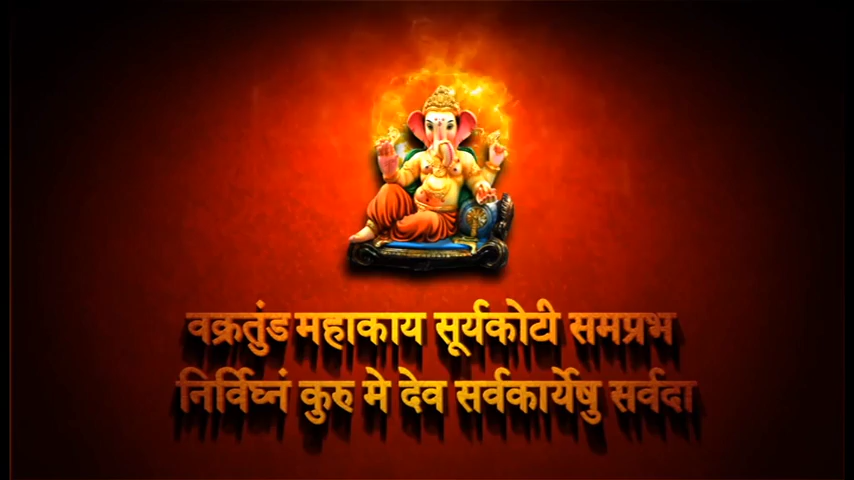 वक्रतुंड महाकाय सूर्यकोटी समप्रभ
निर्विघ्नं कुरु मे देव सर्वकार्येषु सर्वदा